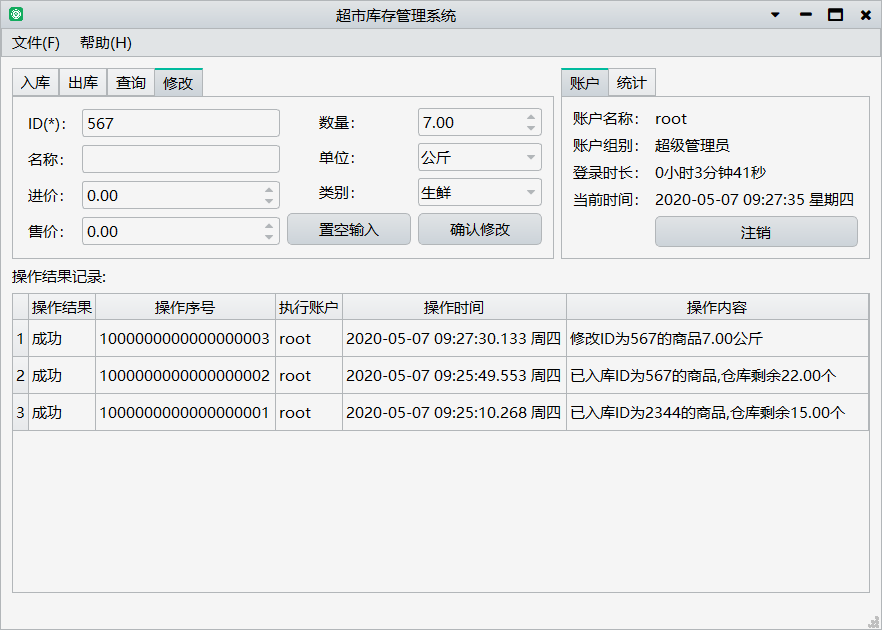 超市库存管理系统
文件(F) 帮助(H)
入库 出库 查询 修改
ID(*): 567 数量: 7.00
名称: 单位: 公斤
进价: 0.00 类别: 生鲜
售价: 0.00 置空输入 确认修改
账户 统计
账户名称: root
账户组别: 超级管理员
登录时长: 0小时3分钟41秒
当前时间: 2020-05-07 09:27:35 星期四
注销
操作结果记录:
操作结果 操作序号 执行账户 操作时间 操作内容
1 成功 1000000000000000003 root 2020-05-07 09:27:30.133 周四 修改ID为567的商品7.00公斤
2 成功 1000000000000000002 root 2020-05-07 09:25:49.553 周四 已入库ID为567的商品,仓库剩余22.00个
3 成功 1000000000000000001 root 2020-05-07 09:25:10.268 周四 已入库ID为2344的商品,仓库剩余15.00个